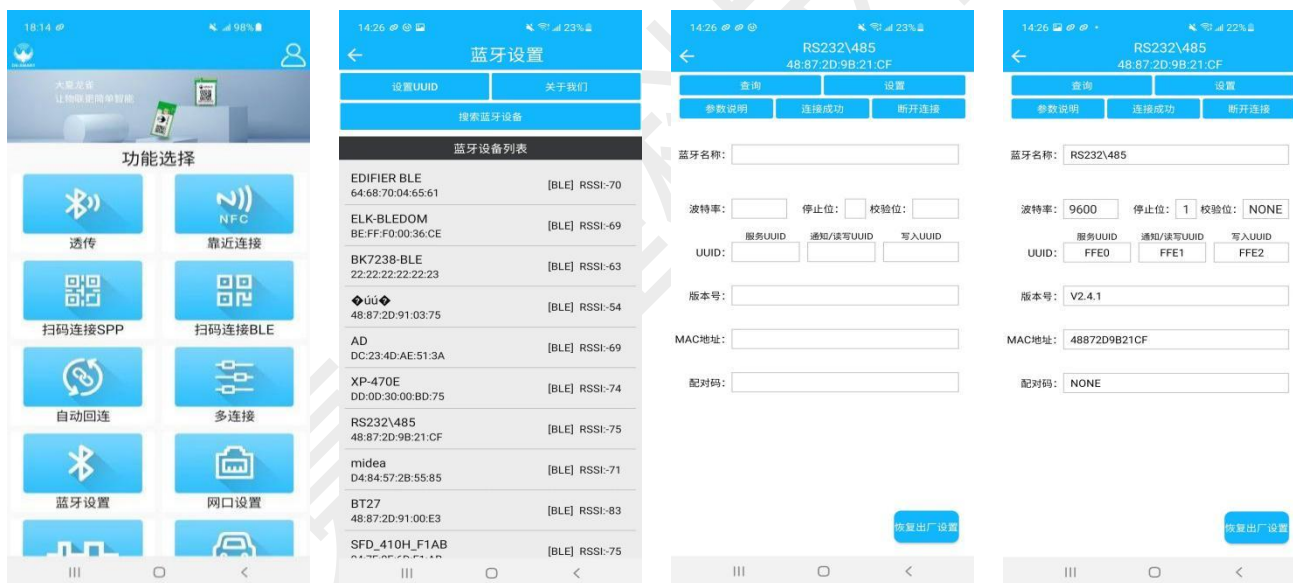 18:14
98%
大夏龙雀
让物联更简单智能
功能选择
NFC
透传
靠近连接
扫码连接SPP
扫码连接BLE
自动回连
多连接
蓝牙设置
网口设置
14:26
23%
蓝牙设置
设置UUID
关于我们
搜索蓝牙设备
蓝牙设备列表
EDIFIER BLE
64:68:70:04:65:61
[BLE] RSSI:-70
ELK-BLEDOM
BE:FF:F0:00:36:CE
[BLE] RSSI:-69
BK7238-BLE
22:22:22:22:22:23
[BLE] RSSI:-63
�úú�
48:87:2D:91:03:75
[BLE] RSSI:-54
AD
DC:23:4D:AE:51:3A
[BLE] RSSI:-69
XP-470E
DD:0D:30:00:BD:75
[BLE] RSSI:-74
RS232\485
48:87:2D:9B:21:CF
[BLE] RSSI:-75
midea
D4:84:57:2B:55:85
[BLE] RSSI:-71
BT27
48:87:2D:91:00:E3
[BLE] RSSI:-83
SFD_410H_F1AB
[BLE] RSSI:-75
14:26
23%
RS232\485
48:87:2D:9B:21:CF
查询
设置
参数说明
连接成功
断开连接
蓝牙名称:
波特率:
停止位:
校验位:
服务UUID
通知/读写UUID
写入UUID
UUID:
版本号:
MAC地址:
配对码:
恢复出厂设置
14:26
22%
RS232\485
48:87:2D:9B:21:CF
查询
设置
参数说明
连接成功
断开连接
蓝牙名称: RS232\485
波特率: 9600 停止位: 1 校验位: NONE
服务UUID 通知/读写UUID 写入UUID
UUID: FFE0 FFE1 FFE2
版本号: V2.4.1
MAC地址: 48872D9B21CF
配对码: NONE
恢复出厂设置